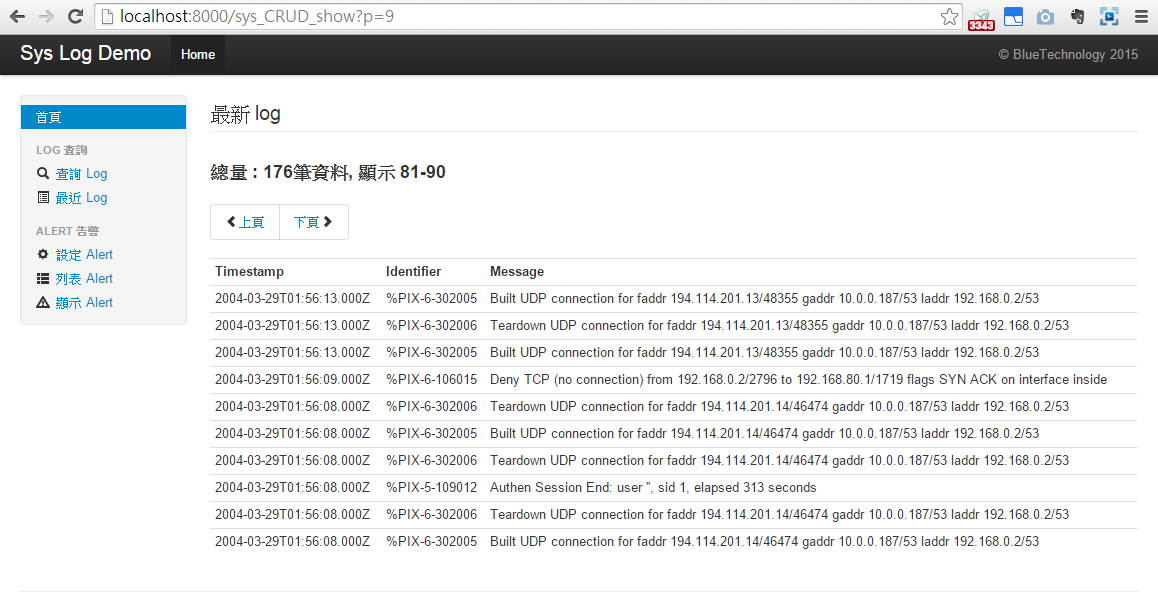 localhost:8000/sys_CRUD_show?p=9
3343
Sys Log Demo Home © BlueTechnology 2015
首頁
LOG 查詢
查詢 Log
最近 Log
ALERT 告警
設定 Alert
列表 Alert
顯示 Alert
最新 log
總量 : 176筆資料, 顯示 81-90
上頁 下頁
Timestamp Identifier Message
2004-03-29T01:56:13.000Z %PIX-6-302005 Built UDP connection for faddr 194.114.201.13/48355 gaddr 10.0.0.187/53 laddr 192.168.0.2/53
2004-03-29T01:56:13.000Z %PIX-6-302006 Teardown UDP connection for faddr 194.114.201.13/48355 gaddr 10.0.0.187/53 laddr 192.168.0.2/53
2004-03-29T01:56:13.000Z %PIX-6-302005 Built UDP connection for faddr 194.114.201.13/48355 gaddr 10.0.0.187/53 laddr 192.168.0.2/53
2004-03-29T01:56:09.000Z %PIX-6-106015 Deny TCP (no connection) from 192.168.0.2/2796 to 192.168.80.1/1719 flags SYN ACK on interface inside
2004-03-29T01:56:08.000Z %PIX-6-302006 Teardown UDP connection for faddr 194.114.201.14/46474 gaddr 10.0.0.187/53 laddr 192.168.0.2/53
2004-03-29T01:56:08.000Z %PIX-6-302005 Built UDP connection for faddr 194.114.201.14/46474 gaddr 10.0.0.187/53 laddr 192.168.0.2/53
2004-03-29T01:56:08.000Z %PIX-6-302006 Teardown UDP connection for faddr 194.114.201.14/46474 gaddr 10.0.0.187/53 laddr 192.168.0.2/53
2004-03-29T01:56:08.000Z %PIX-5-109012 Authen Session End: user '', sid 1, elapsed 313 seconds
2004-03-29T01:56:08.000Z %PIX-6-302006 Teardown UDP connection for faddr 194.114.201.14/46474 gaddr 10.0.0.187/53 laddr 192.168.0.2/53
2004-03-29T01:56:08.000Z %PIX-6-302005 Built UDP connection for faddr 194.114.201.14/46474 gaddr 10.0.0.187/53 laddr 192.168.0.2/53